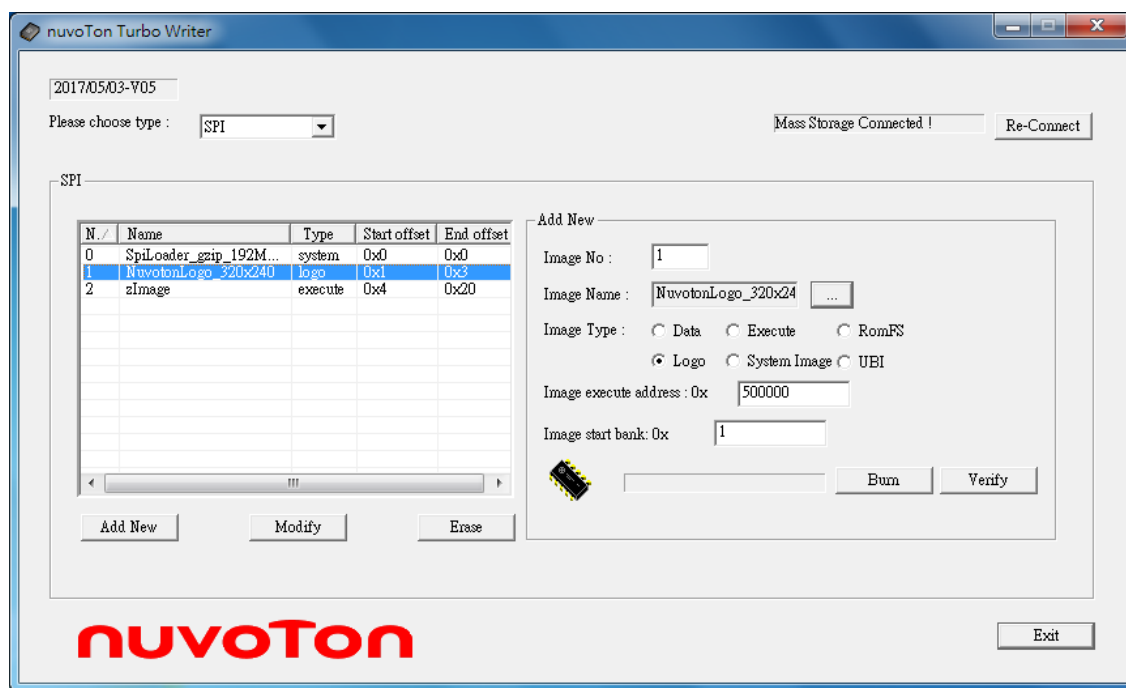 nuvoTon Turbo Writer
2017/05/03-V05
Please choose type : SPI
Mass Storage Connected ! Re-Connect
SPI
N. Name Type Start offset End offset
0 SpiLoader_gzip_192M... system 0x0 0x0
1 NuvotonLogo_320x240 logo 0x1 0x3
2 zImage execute 0x4 0x20
Add New Modify Erase
Add New
Image No : 1
Image Name : NuvotonLogo_320x24 ...
Image Type : Data Execute RomFS
Logo System Image UBI
Image execute address : 0x 500000
Image start bank: 0x 1
Burn Verify
nuvoTon
Exit